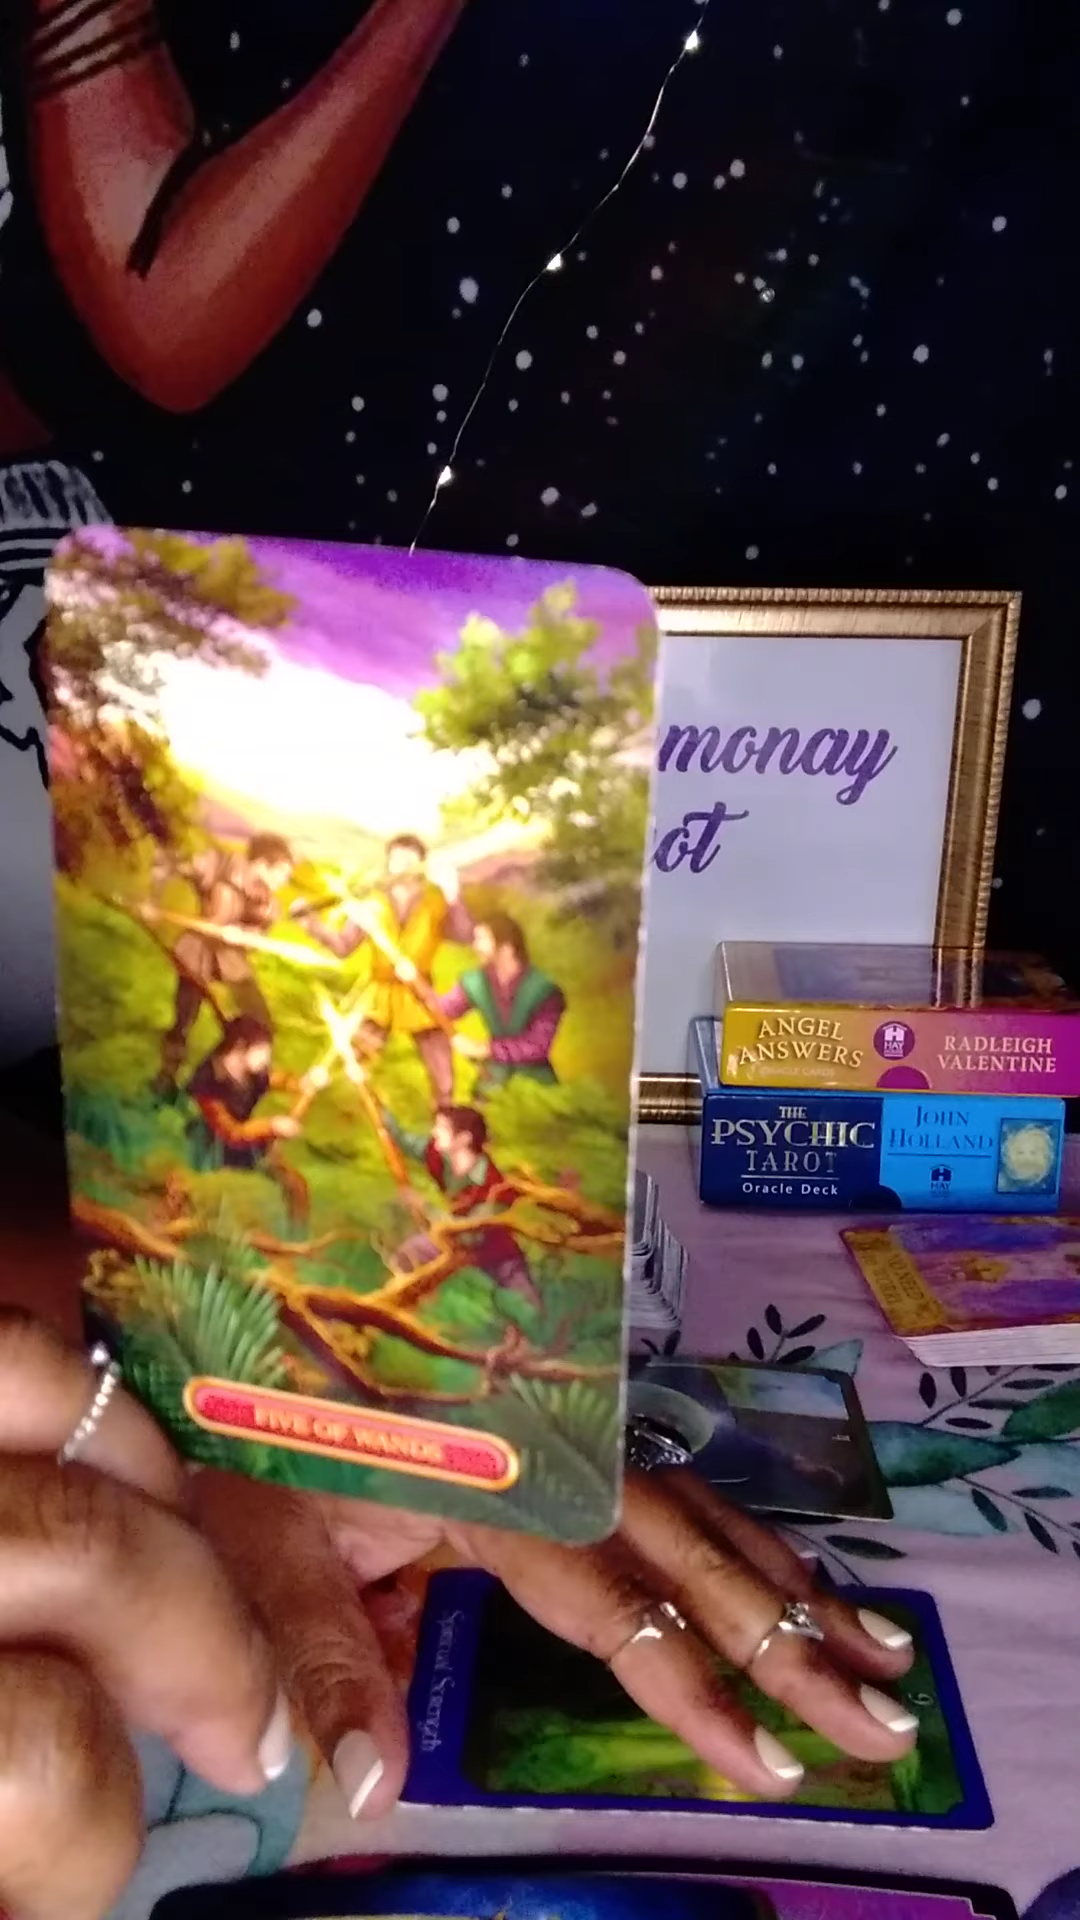 monay
ot
ANGEL
ANSWERS
ORACLE CARDS
HAY
HOUSE
RADLEIGH
VALENTINE
THE
PSYCHIC
TAROT
Oracle Deck
JOHN
HOLLAND
HAY
FIVE OF WANDS
Spiritual Strength
9